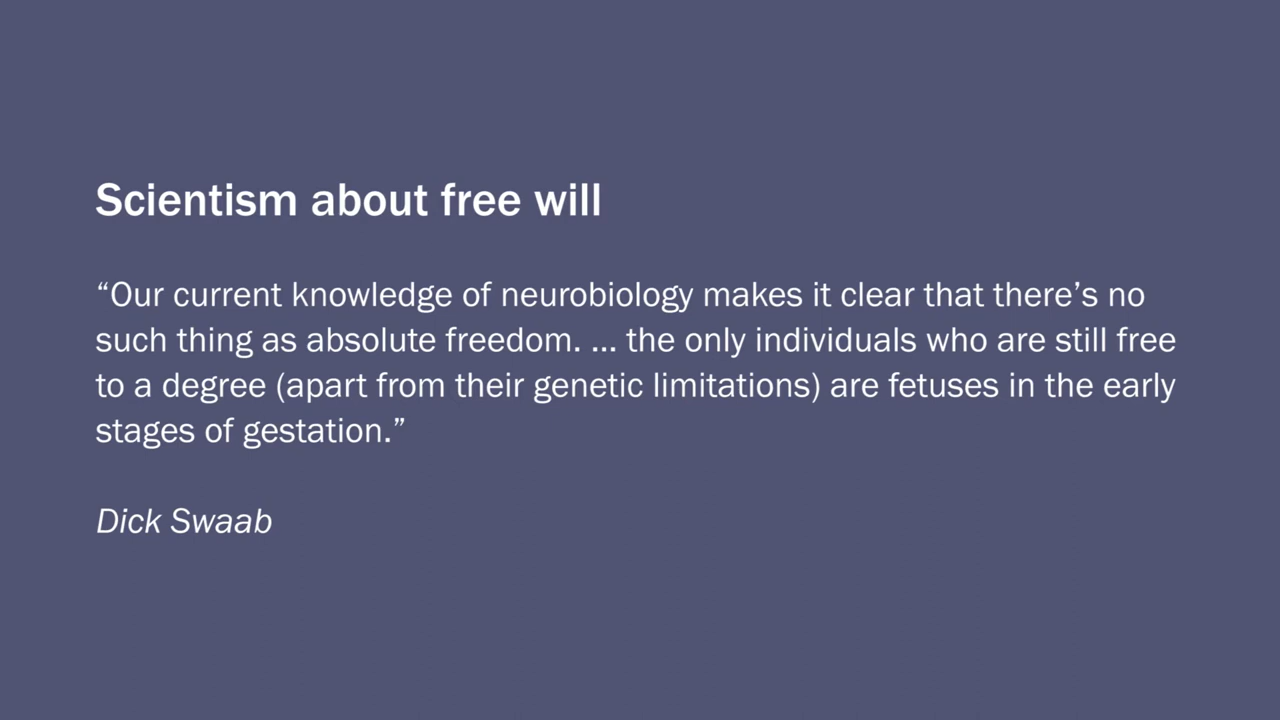 Scientism about free will
“Our current knowledge of neurobiology makes it clear that there’s no
such thing as absolute freedom. ... the only individuals who are still free
to a degree (apart from their genetic limitations) are fetuses in the early
stages of gestation.”
Dick Swaab